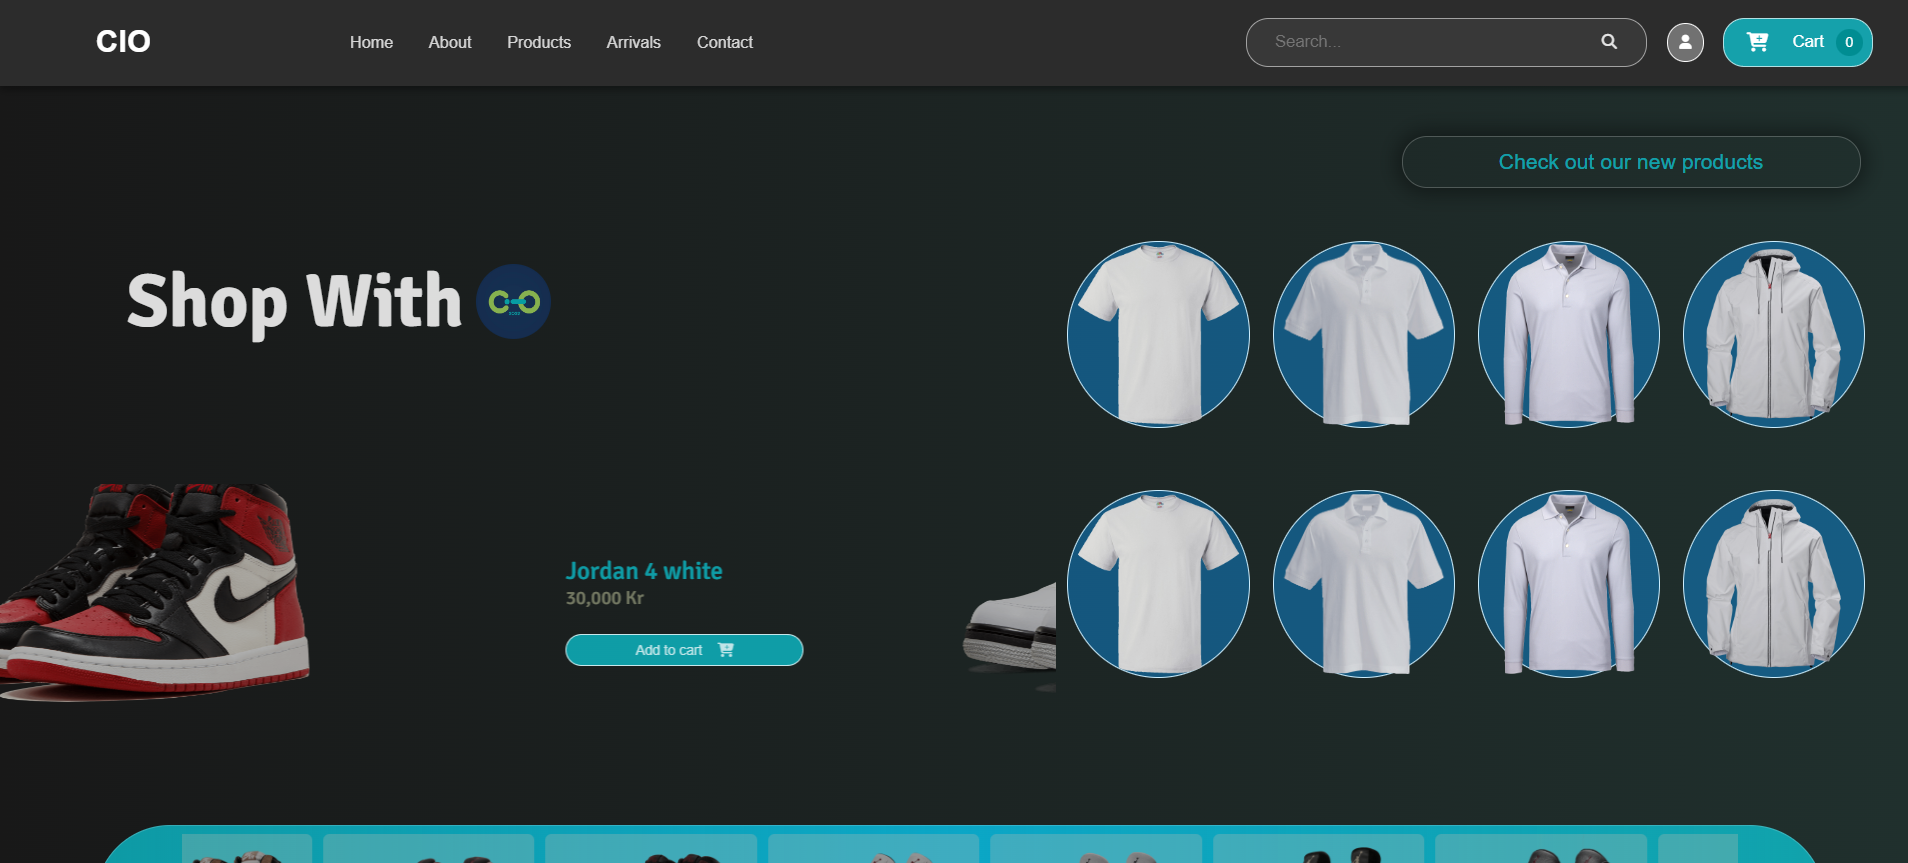 CIO
Home
About
Products
Arrivals
Contact
Search...
Cart 0
Check out our new products
Shop With
Jordan 4 white
30,000 Kr
Add to cart